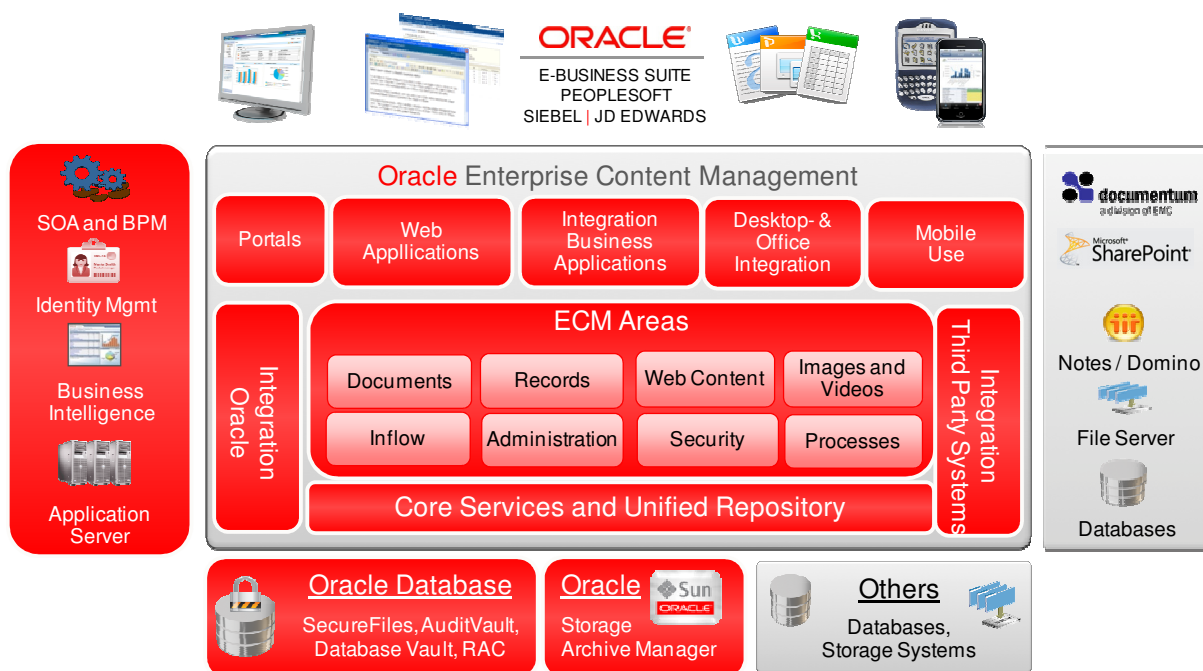 ORACLE
E-BUSINESS SUITE
PEOPLESOFT
SIEBEL | JD EDWARDS
SOA and BPM
Identity Mgmt
Business
Intelligence
Application
Server
Oracle Enterprise Content Management
Portals
Web
Appllications
Integration
Business
Applications
Desktop- &
Office
Integration
Mobile
Use
Integration
Oracle
ECM Areas
Documents
Records
Web Content
Images and
Videos
Inflow
Administration
Security
Processes
Core Services and Unified Repository
Integration
Third Party Systems
documentum
a division of EMC
Microsoft
SharePoint
Notes / Domino
File Server
Databases
Oracle Database
SecureFiles, AuditVault,
Database Vault, RAC
Oracle
Storage
Archive Manager
Sun
ORACLE
Others
Databases,
Storage Systems